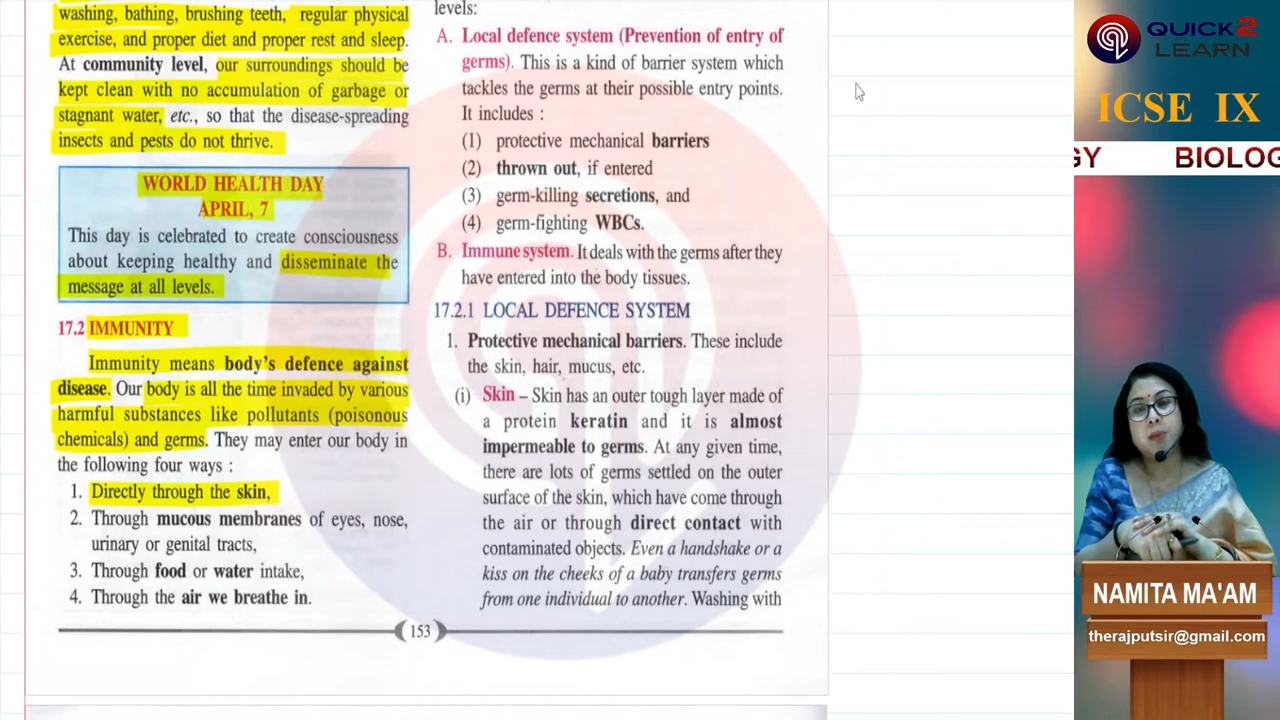 washing, bathing, brushing teeth, regular physical
exercise, and proper diet and proper rest and sleep.
At community level, our surroundings should be
kept clean with no accumulation of garbage or
stagnant water, etc., so that the disease-spreading
insects and pests do not thrive.
WORLD HEALTH DAY
APRIL, 7
This day is celebrated to create consciousness
about keeping healthy and disseminate the
message at all levels.
17.2 IMMUNITY
Immunity means body's defence against
disease. Our body is all the time invaded by various
harmful substances like pollutants (poisonous
chemicals) and germs. They may enter our body in
the following four ways :
1. Directly through the skin,
2. Through mucous membranes of eyes, nose,
urinary or genital tracts,
3. Through food or water intake,
4. Through the air we breathe in.
levels:
A. Local defence system (Prevention of entry of
germs). This is a kind of barrier system which
tackles the germs at their possible entry points.
It includes :
(1) protective mechanical barriers
(2) thrown out, if entered
(3) germ-killing secretions, and
(4) germ-fighting WBCs.
B. Immune system. It deals with the germs after they
have entered into the body tissues.
17.2.1 LOCAL DEFENCE SYSTEM
1. Protective mechanical barriers. These include
the skin, hair, mucus, etc.
(i) Skin – Skin has an outer tough layer made of
a protein keratin and it is almost
impermeable to germs. At any given time,
there are lots of germs settled on the outer
surface of the skin, which have come through
the air or through direct contact with
contaminated objects. Even a handshake or a
kiss on the cheeks of a baby transfers germs
from one individual to another. Washing with
153
QUICK2
LEARN
ICSE IX
GY BIOLOG
NAMITA MA'AM
therajputsir@gmail.com